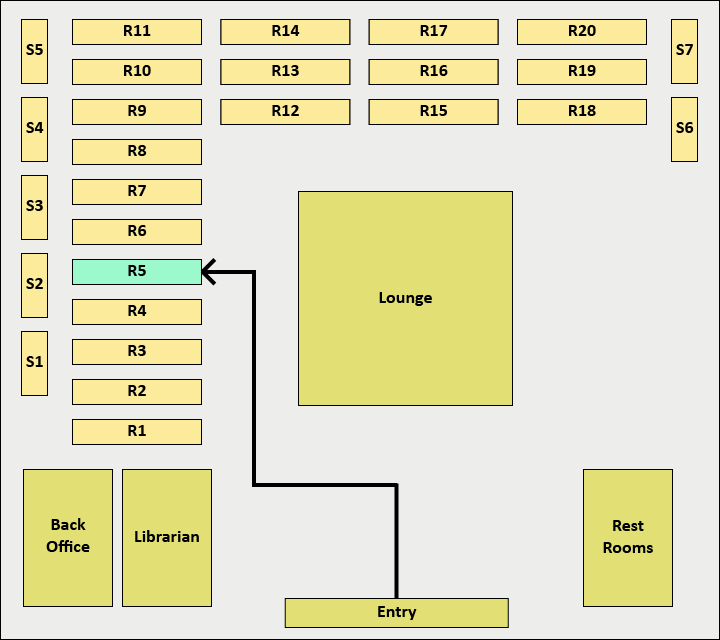 S5
R11
R14
R17
R20
S7
R10
R13
R16
R19
S4
R9
R12
R15
R18
S6
R8
S3
R7
R6
R5
S2
R4
Lounge
S1
R3
R2
R1
Back
Office
Librarian
Rest
Rooms
Entry